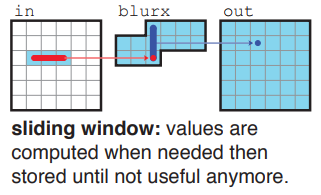 in blurx out
sliding window: values are
computed when needed then
stored until not useful anymore.